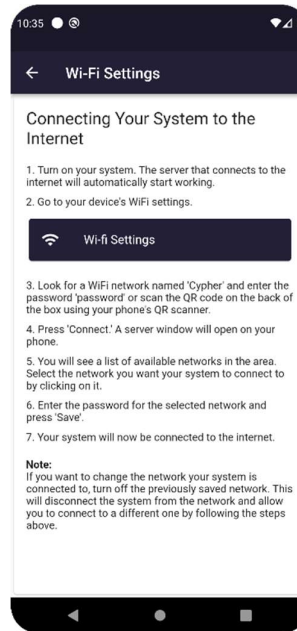 10:35
Wi-Fi Settings
Connecting Your System to the
Internet
1. Turn on your system. The server that connects to the
internet will automatically start working.
2. Go to your device's WiFi settings.
Wi-fi Settings
3. Look for a WiFi network named 'Cypher' and enter the
password 'password' or scan the QR code on the back of
the box using your phone's QR scanner.
4. Press 'Connect.' A server window will open on your
phone.
5. You will see a list of available networks in the area.
Select the network you want your system to connect to
by clicking on it.
6. Enter the password for the selected network and
press 'Save'.
7. Your system will now be connected to the internet.
Note:
If you want to change the network your system is
connected to, turn off the previously saved network. This
will disconnect the system from the network and allow
you to connect to a different one by following the steps
above.